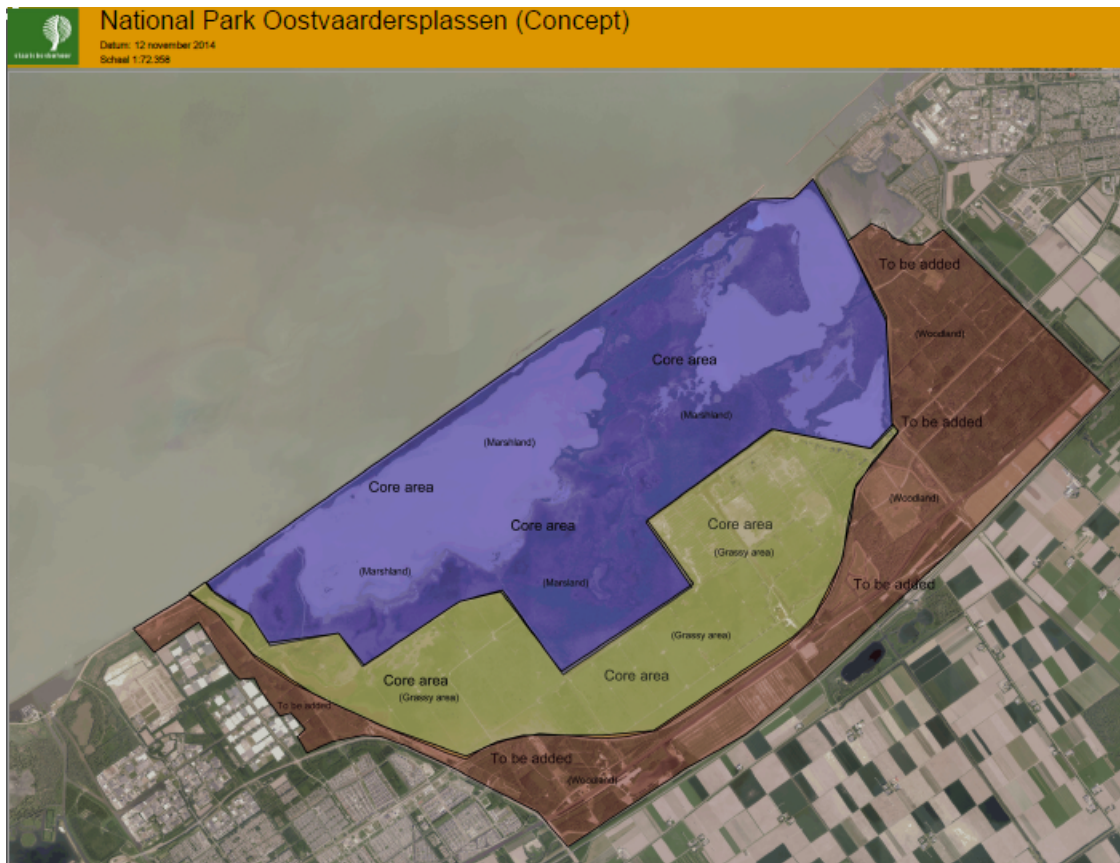 National Park Oostvaardersplassen (Concept)
Datum: 12 november 2014
Schaal 1:72.358
staatsbosbeheer
To be added
(Woodland)
Core area
(Marshland)
To be added
(Marshland)
Core area
(Woodland)
Core area
Core area
(Grassy area)
(Marshland)
(Marsland)
To be added
(Grassy area)
Core area
Core area
(Grassy area)
To be added
To be added
(Woodland)